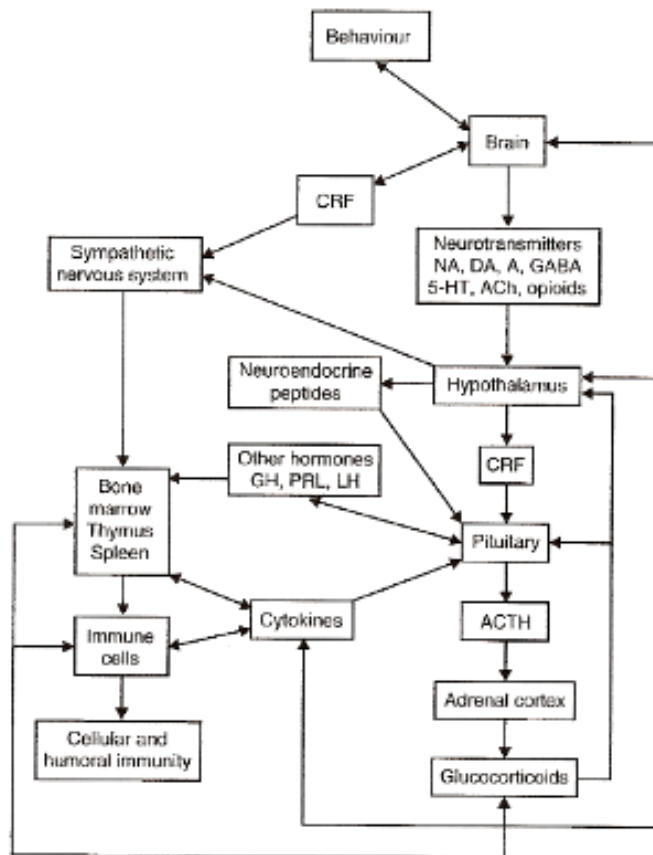 Behaviour
Brain
CRF
Sympathetic
nervous system
Neurotransmitters
NA, DA, A, GABA
5-HT, ACh, opioids
Neuroendocrine
peptides
Hypothalamus
CRF
Other hormones
GH, PRL, LH
Bone
marrow
Thymus
Spleen
Pituitary
Cytokines
ACTH
Immune
cells
Adrenal cortex
Cellular and
humoral immunity
Glucocorticoids